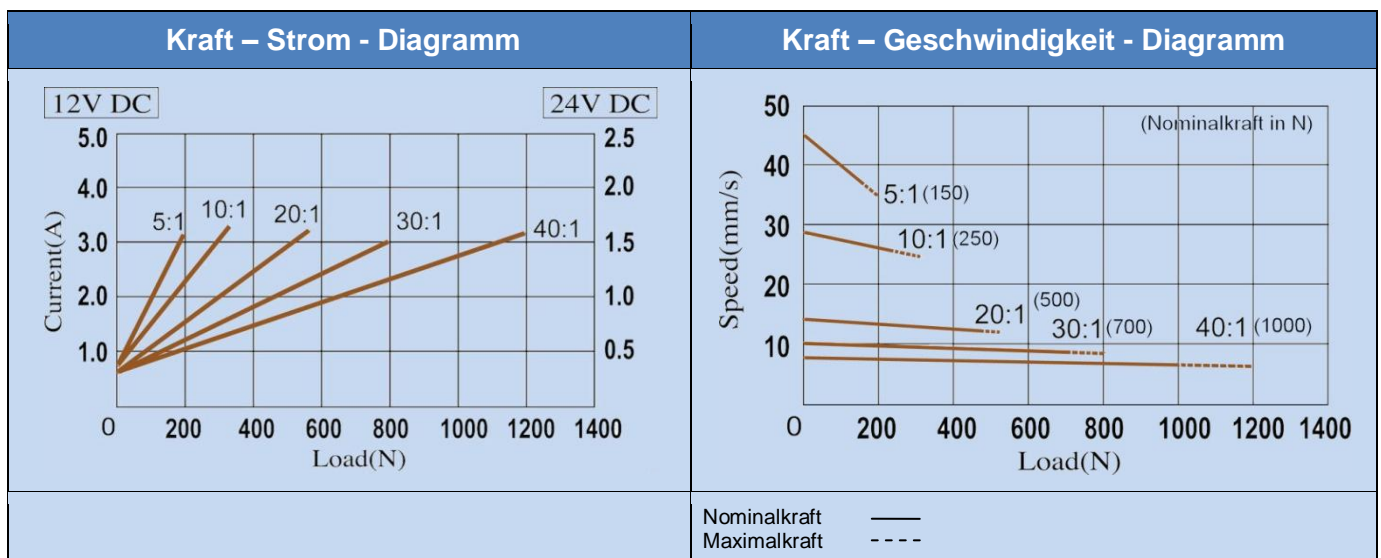 Kraft – Strom - Diagramm
12V DC
24V DC
5.0
4.0
3.0
2.0
1.0
2.5
2.0
1.5
1.0
0.5
5:1
10:1
20:1
30:1
40:1
Current(A)
0 200 400 600 800 1000 1200 1400
Load(N)
Kraft – Geschwindigkeit - Diagramm
(Nominalkraft in N)
50
40
30
20
10
Speed(mm/s)
5:1 (150)
10:1 (250)
20:1 (500)
30:1 (700)
40:1 (1000)
0 200 400 600 800 1000 1200 1400
Load(N)
Nominalkraft
Maximalkraft